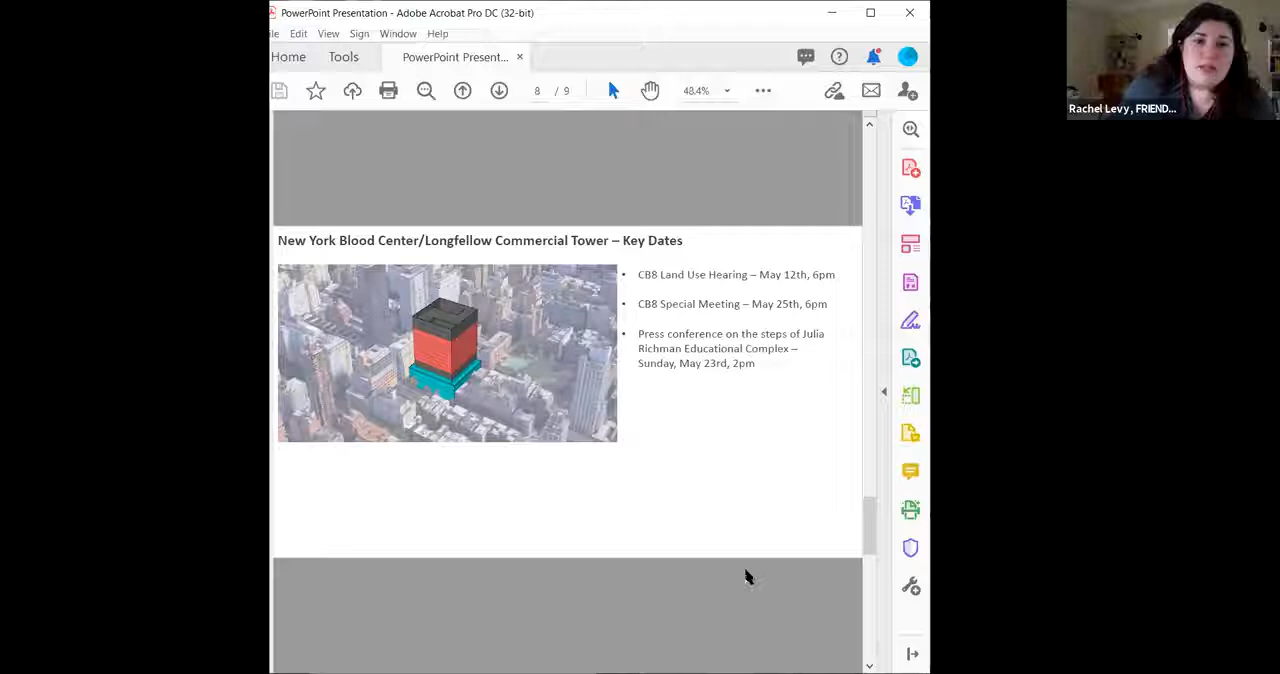 PowerPoint Presentation - Adobe Acrobat Pro DC (32-bit)
ile Edit View Sign Window Help
Home Tools PowerPoint Present... ×
8 / 9 48.4%
Rachel Levy, FRIEND...
New York Blood Center/Longfellow Commercial Tower – Key Dates
• CB8 Land Use Hearing – May 12th, 6pm
• CB8 Special Meeting – May 25th, 6pm
• Press conference on the steps of Julia
Richman Educational Complex –
Sunday, May 23rd, 2pm